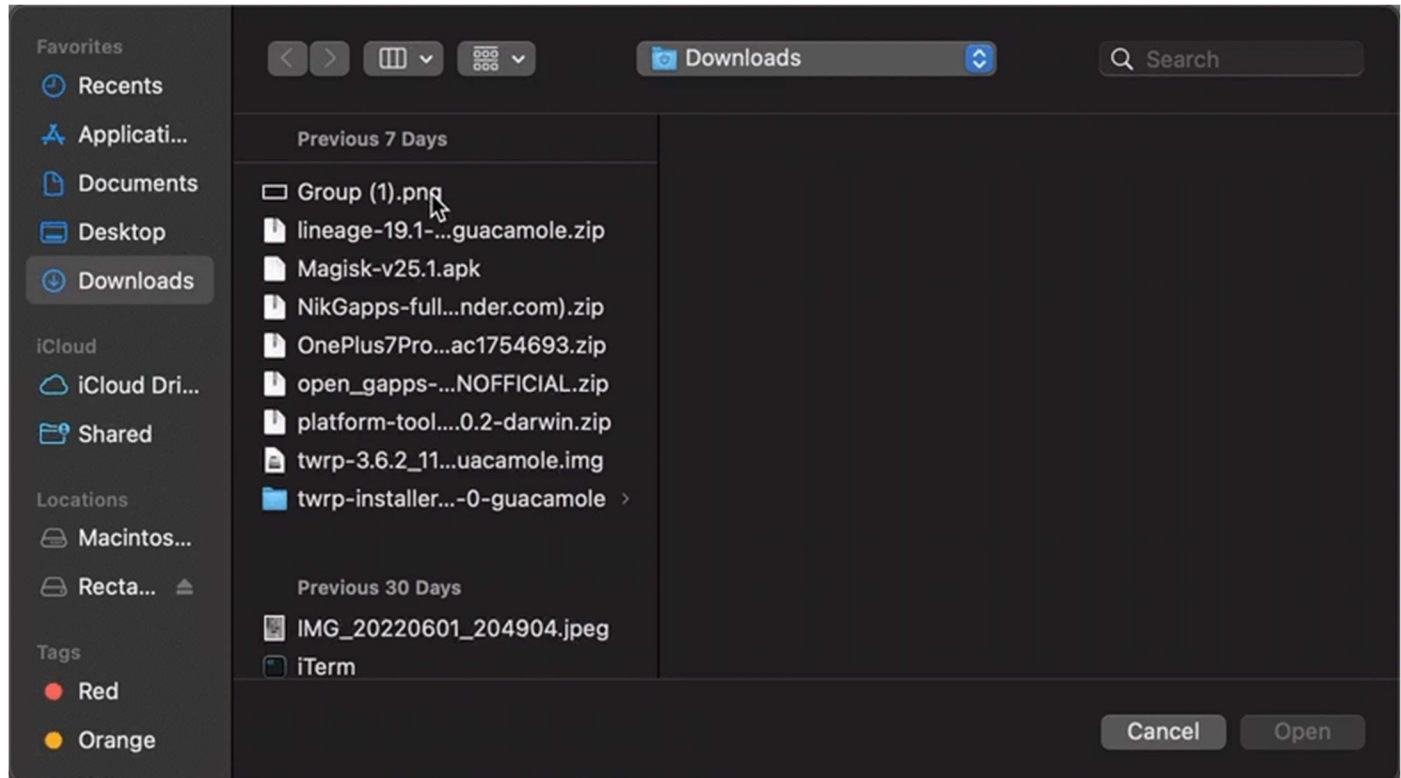 Favorites
Recents
Applicati...
Documents
Desktop
Downloads
iCloud
iCloud Dri...
Shared
Locations
Macintos...
Recta...
Tags
Red
Orange
Downloads
Search
Previous 7 Days
Group (1).png
lineage-19.1-...guacamole.zip
Magisk-v25.1.apk
NikGapps-full...nder.com).zip
OnePlus7Pro...ac1754693.zip
open_gapps-...NOFFICIAL.zip
platform-tool....0.2-darwin.zip
twrp-3.6.2_11...uacamole.img
twrp-installer...-0-guacamole
Previous 30 Days
IMG_20220601_204904.jpeg
iTerm
Cancel
Open